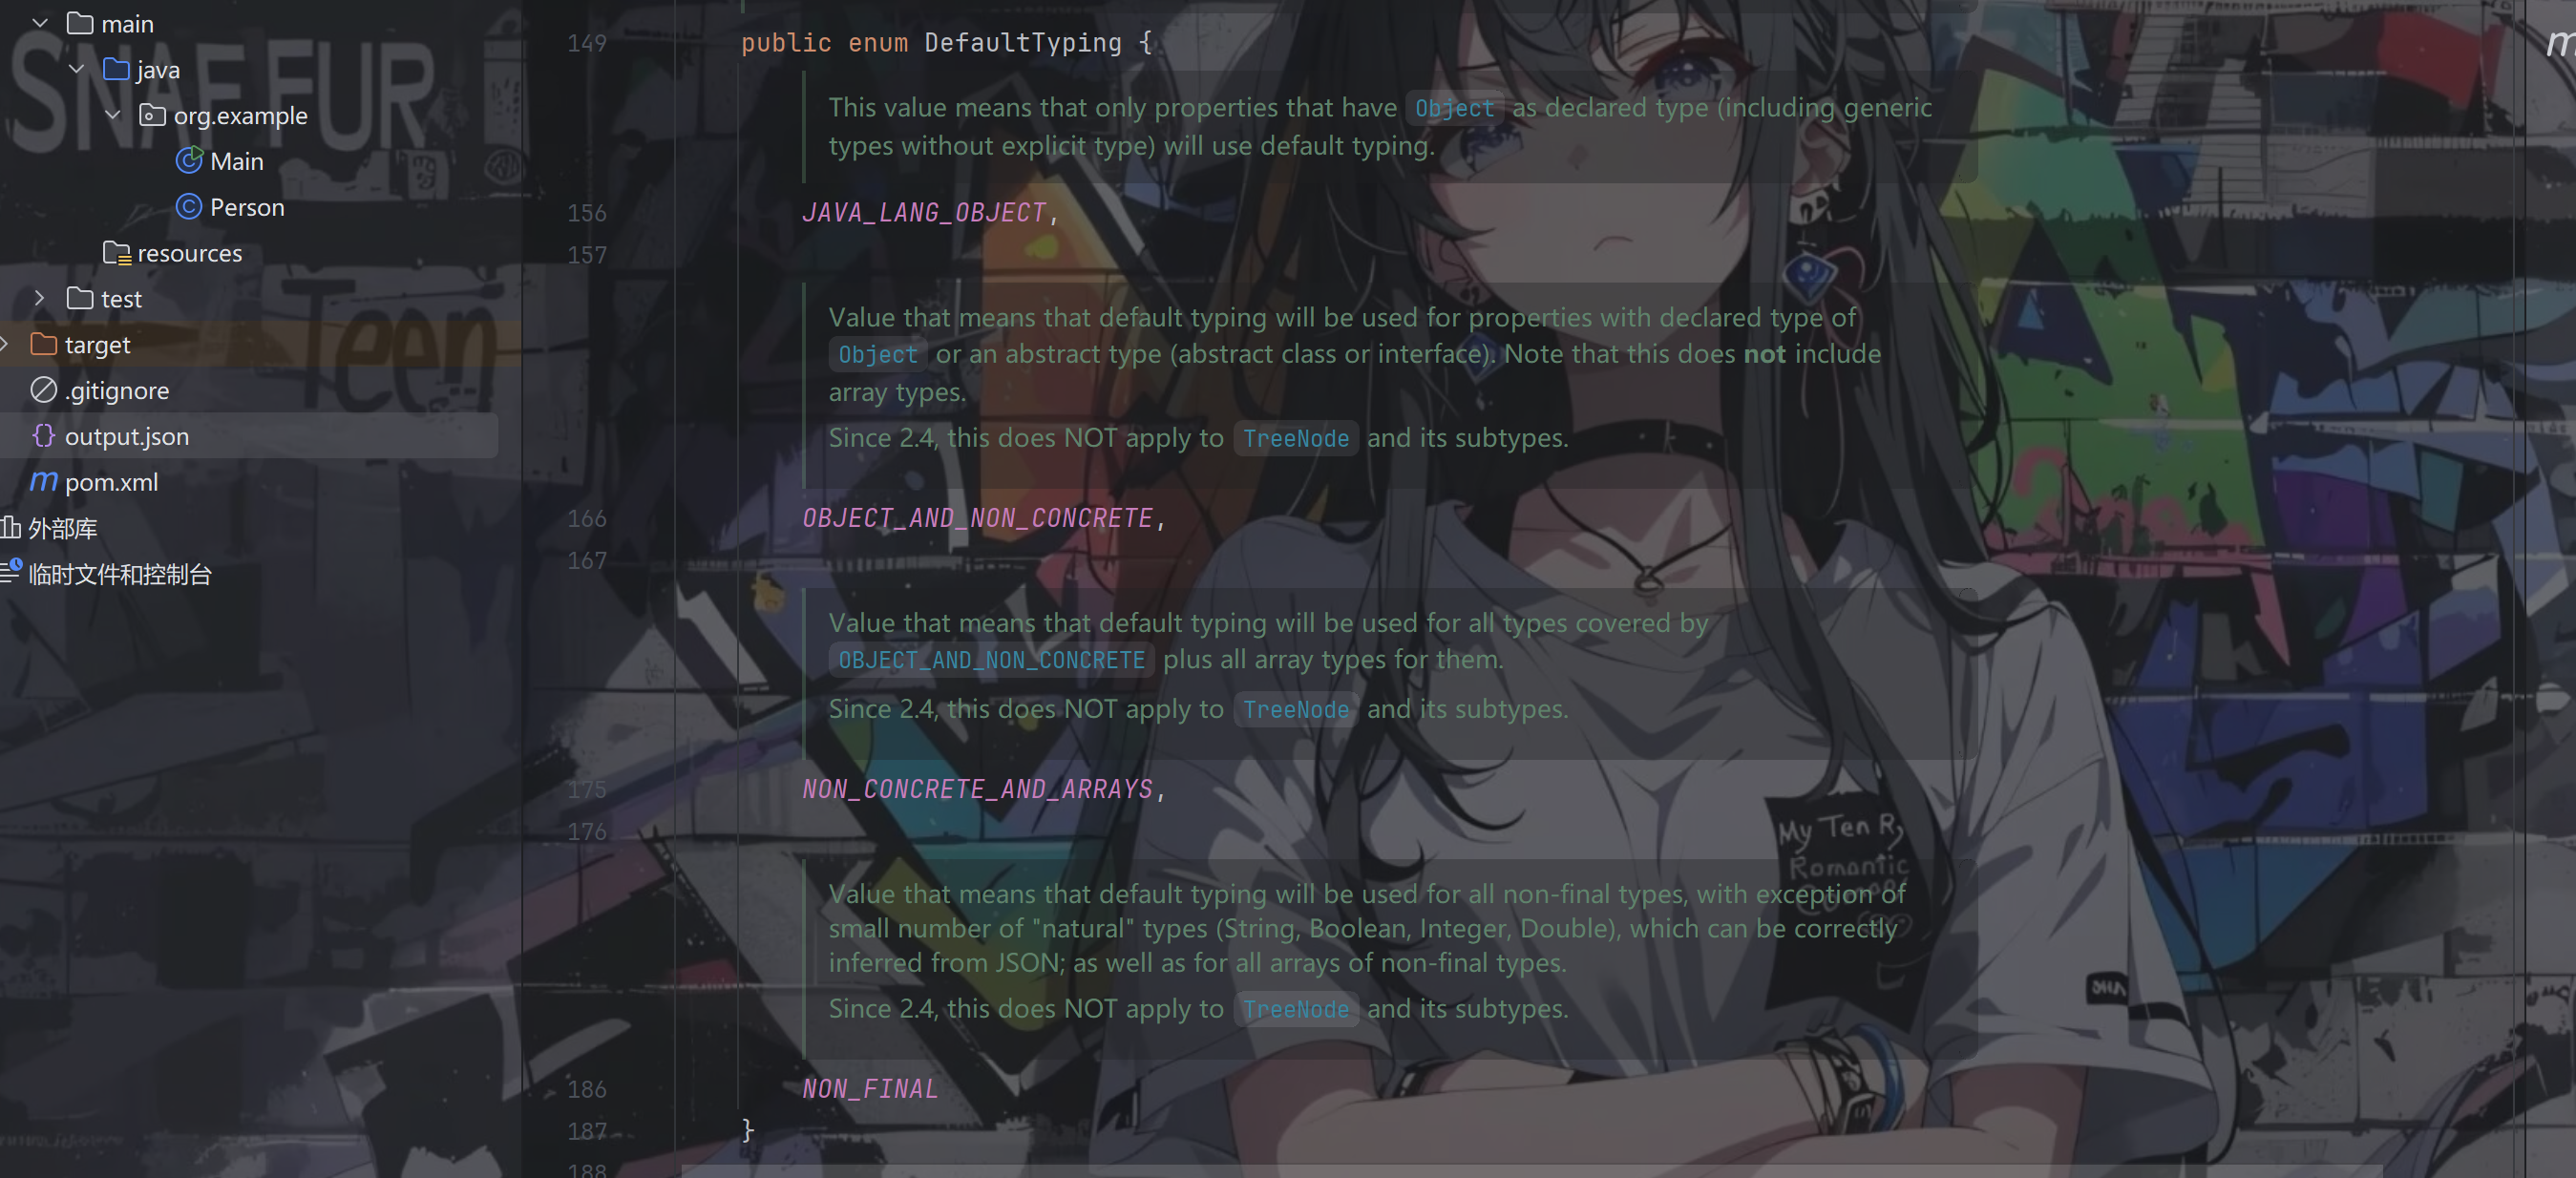 main
java
org.example
Main
Person
resources
test
target
.gitignore
output.json
pom.xml
外部库
临时文件和控制台
SNAF FUR
Teen
149 public enum DefaultTyping {
This value means that only properties that have Object as declared type (including generic
types without explicit type) will use default typing.
156 JAVA_LANG_OBJECT,
157
Value that means that default typing will be used for properties with declared type of
Object or an abstract type (abstract class or interface). Note that this does not include
array types.
Since 2.4, this does NOT apply to TreeNode and its subtypes.
166 OBJECT_AND_NON_CONCRETE,
167
Value that means that default typing will be used for all types covered by
OBJECT_AND_NON_CONCRETE plus all array types for them.
Since 2.4, this does NOT apply to TreeNode and its subtypes.
175 NON_CONCRETE_AND_ARRAYS,
176
Value that means that default typing will be used for all non-final types, with exception of
small number of "natural" types (String, Boolean, Integer, Double), which can be correctly
inferred from JSON; as well as for all arrays of non-final types.
Since 2.4, this does NOT apply to TreeNode and its subtypes.
186 NON_FINAL
187 }
188
My Ten R
Romantic
m